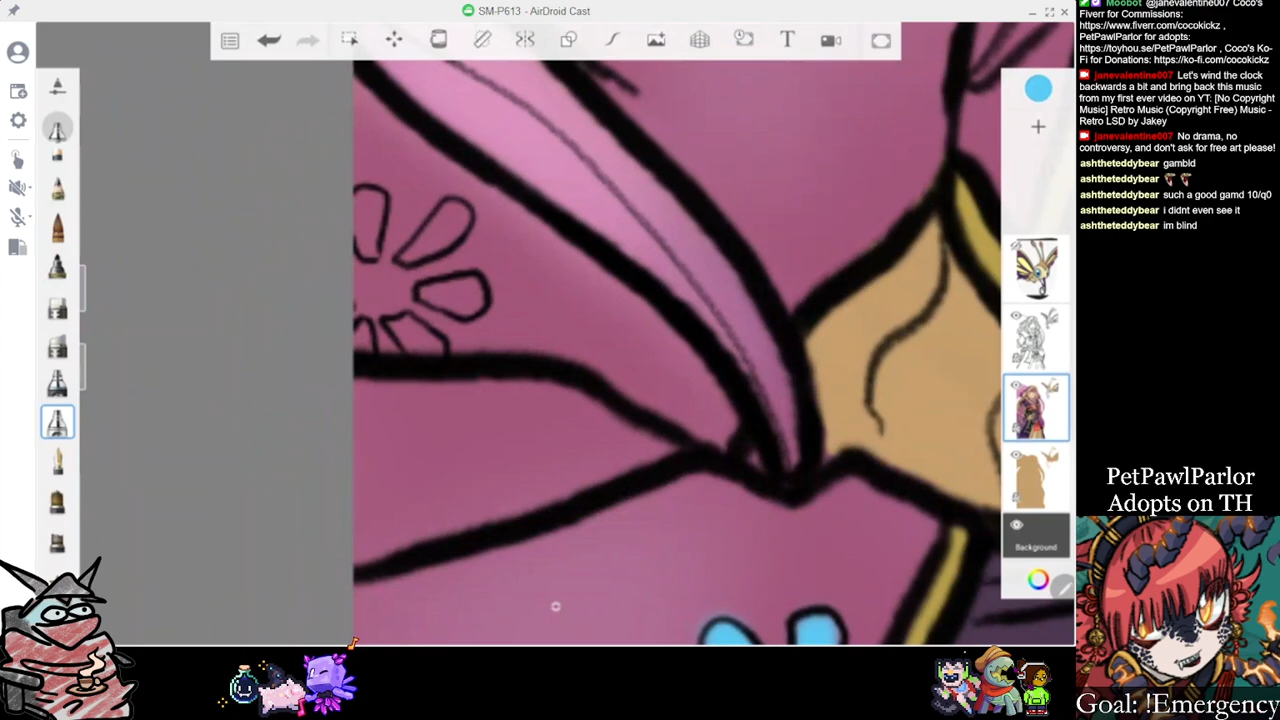 SM-P613 - AirDroid Cast
Moobot @janevalentine007 Coco's
Fiverr for Commissions:
https://www.fiverr.com/cocokickz ,
PetPawlParlor for adopts:
https://toyhou.se/PetPawlParlor , Coco's Ko-
Fi for Donations: https://ko-fi.com/cocokickz
janevalentine007 Let's wind the clock
backwards a bit and bring back this music
from my first ever video on YT: [No Copyright
Music] Retro Music (Copyright Free) Music -
Retro LSD by Jakey
janevalentine007 No drama, no
controversy, and don't ask for free art please!
ashtheteddybear gambld
ashtheteddybear
ashtheteddybear such a good gamd 10/q0
ashtheteddybear i didnt even see it
ashtheteddybear im blind
T
Background
PetPawlParlor
Adopts on TH
Goal: !Emergency